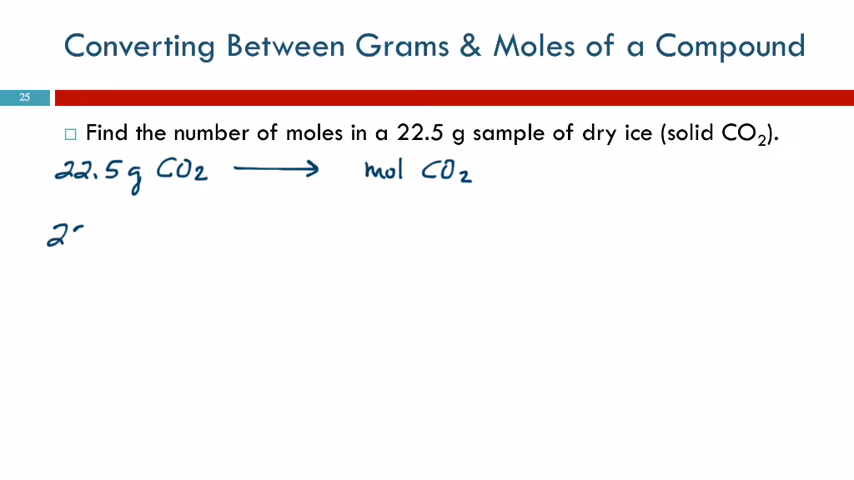 Converting Between Grams & Moles of a Compound
25
Find the number of moles in a 22.5 g sample of dry ice (solid CO₂).
22.5 g CO₂ ⟶ mol CO₂
2